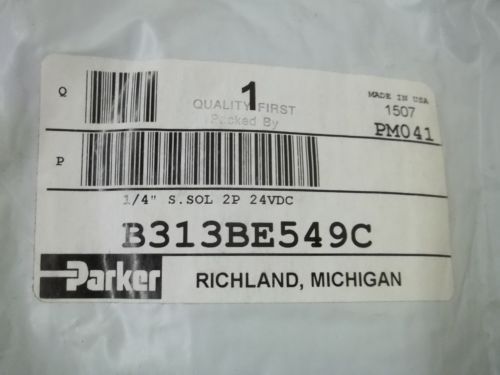 Q
1
QUALITY FIRST
Packed By
MADE IN USA
1507
PM041
P
1/4" S.SOL 2P 24VDC
B313BE549C
Parker
RICHLAND, MICHIGAN